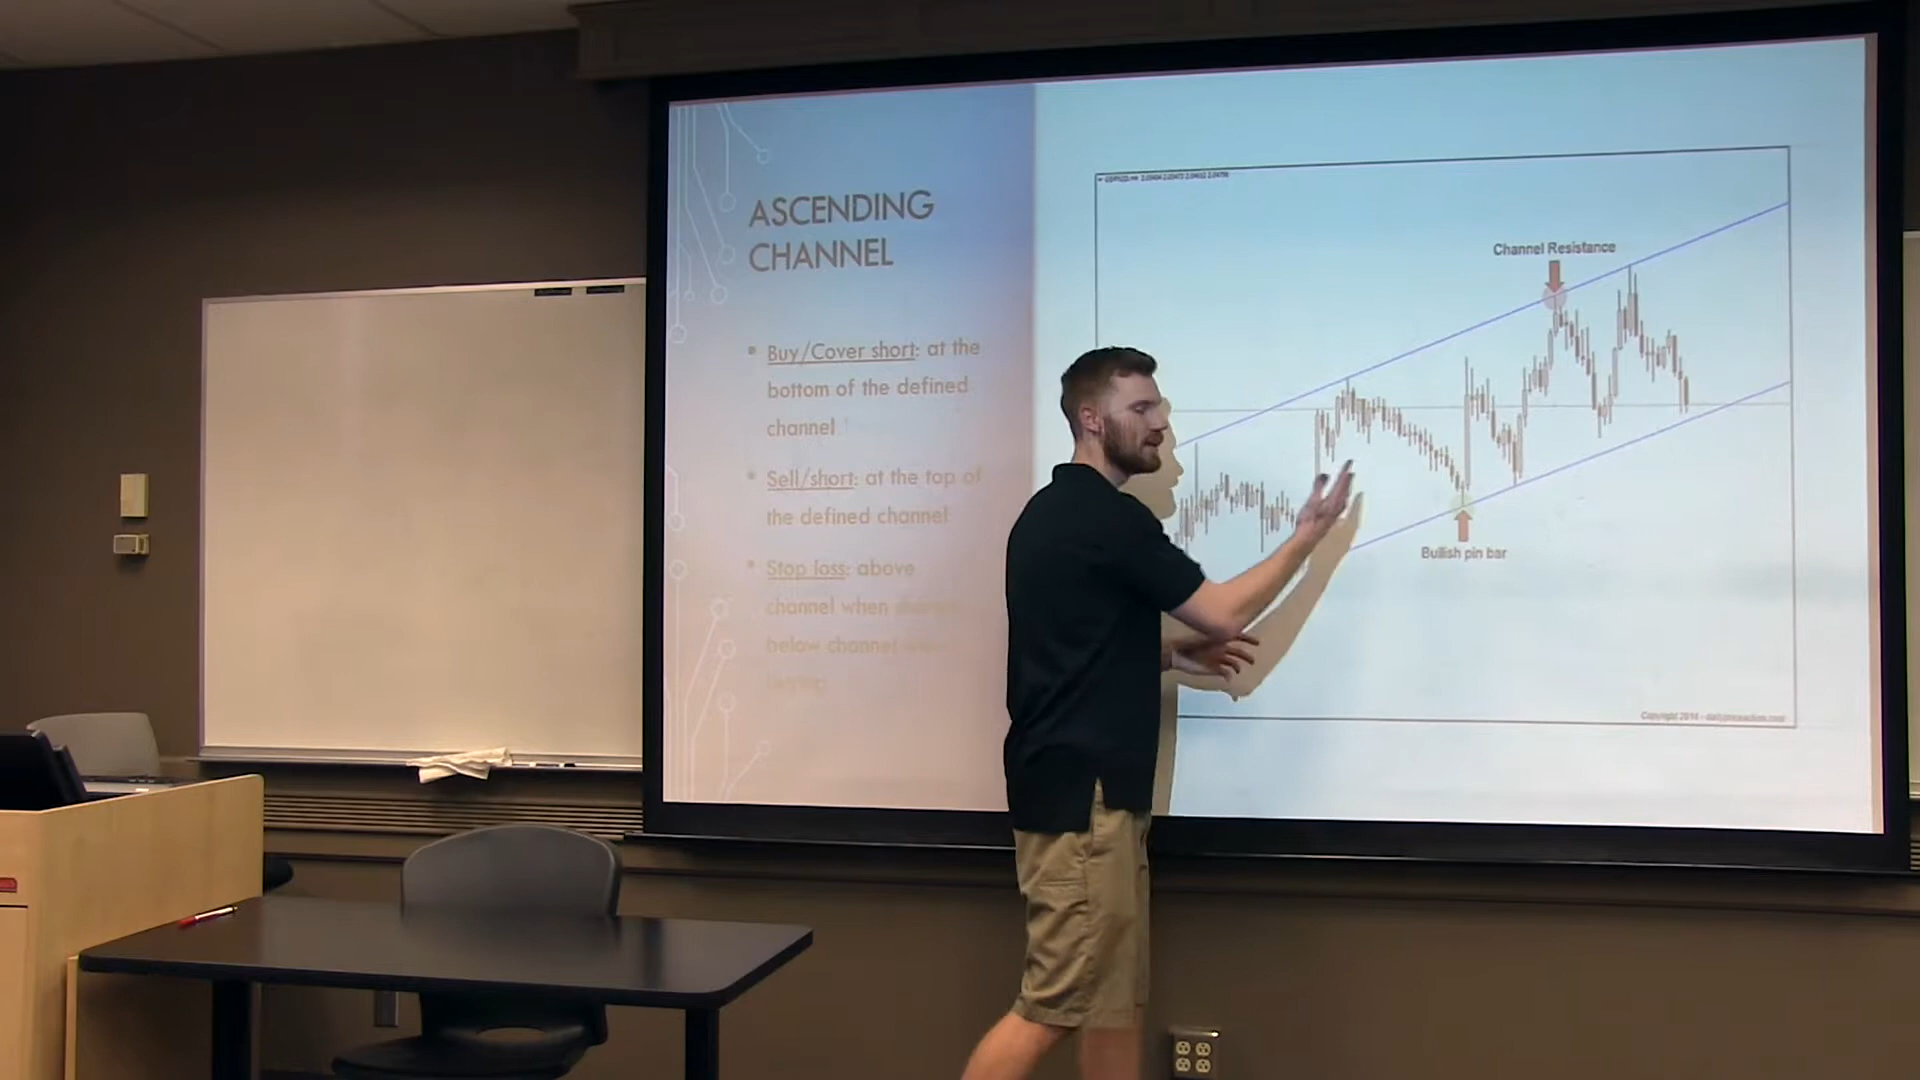 ASCENDING
CHANNEL
Buy/Cover short: at the
bottom of the defined
channel
Sell/short: at the top of
the defined channel
Stop loss: above
channel when
below channel
Channel Resistance
Bullish pin bar